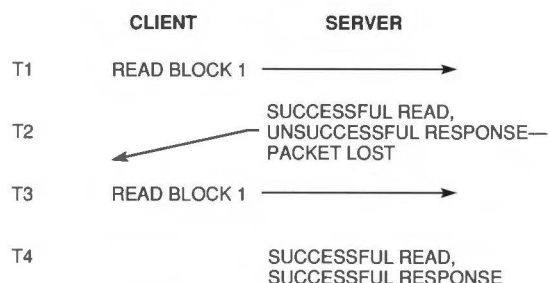 CLIENT SERVER
T1 READ BLOCK 1
T2 SUCCESSFUL READ,
UNSUCCESSFUL RESPONSE—
PACKET LOST
T3 READ BLOCK 1
T4 SUCCESSFUL READ,
SUCCESSFUL RESPONSE